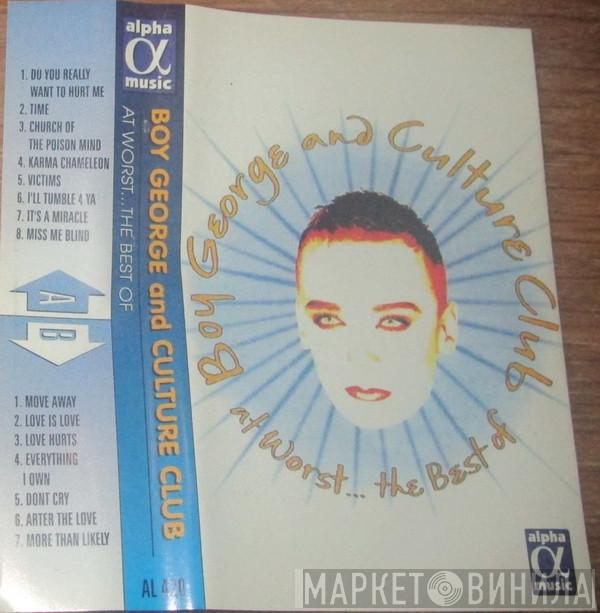 alpha
α
music
1. DO YOU REALLY
WANT TO HURT ME
2. TIME
3. CHURCH OF
THE POISON MIND
4. KARMA CHAMELEON
5. VICTIMS
6. I'LL TUMBLE 4 YA
7. IT'S A MIRACLE
8. MISS ME BLIND
A
B
1. MOVE AWAY
2. LOVE IS LOVE
3. LOVE HURTS
4. EVERYTHING
I OWN
5. DONT CRY
6. ARTER THE LOVE
7. MORE THAN LIKELY
BOY GEORGE and CULTURE CLUB
AT WORST...THE BEST OF
AL 420
Boy George and Culture Club
at Worst... the Best of
alpha
α
music
МАРКЕТ ВИНИЛА